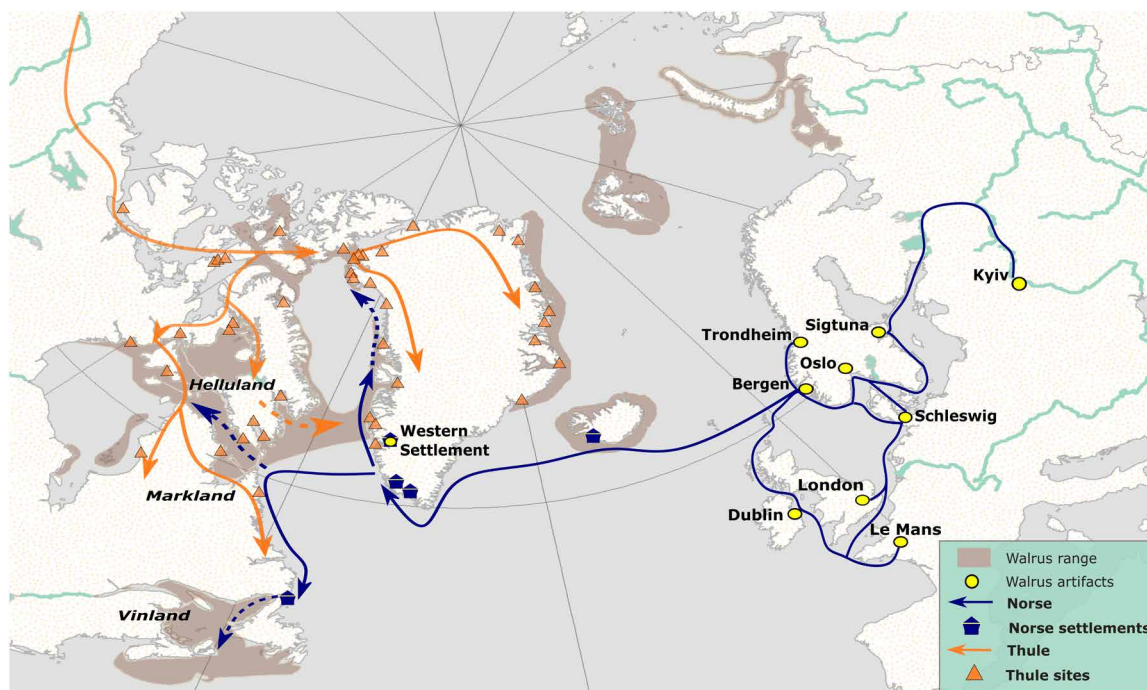 Kyiv
Sigtuna
Trondheim
Oslo
Bergen
Helluland
Schleswig
Western
Settlement
Markland
London
Dublin
Le Mans
Vinland
Walrus range
Walrus artifacts
Norse
Norse settlements
Thule
Thule sites